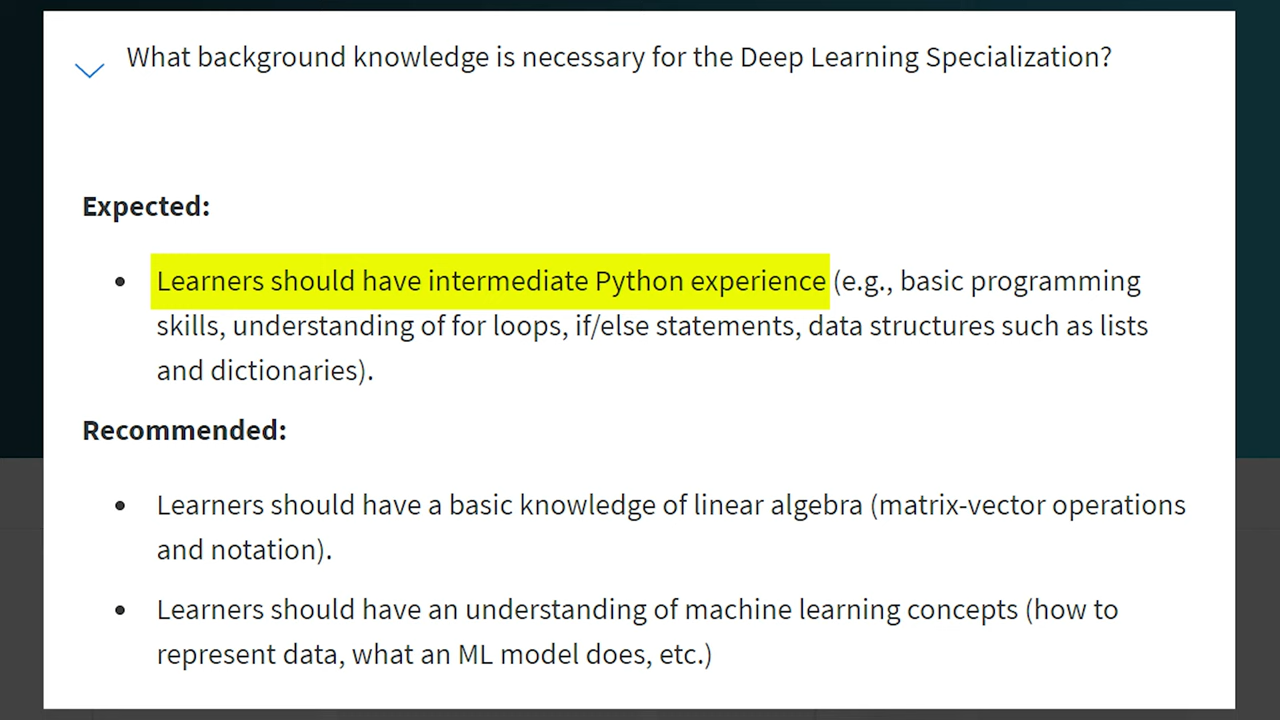 What background knowledge is necessary for the Deep Learning Specialization?
Expected:
Learners should have intermediate Python experience (e.g., basic programming
skills, understanding of for loops, if/else statements, data structures such as lists
and dictionaries).
Recommended:
Learners should have a basic knowledge of linear algebra (matrix-vector operations
and notation).
Learners should have an understanding of machine learning concepts (how to
represent data, what an ML model does, etc.)